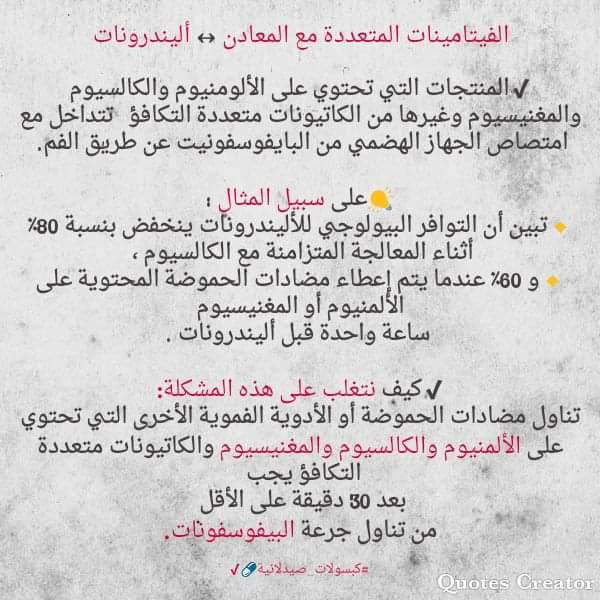 الفيتامينات المتعددة مع المعادن ↔ أليندرونات
✓المنتجات التي تحتوي على الألومنيوم والكالسيوم
والمغنيسيوم وغيرها من الكاتيونات متعددة التكافؤ تتداخل مع
امتصاص الجهاز الهضمي من البايفوسفونيت عن طريق الفم.
على سبيل المثال :
🔸تبين أن التوافر البيولوجي للأليندرونات ينخفض بنسبة 80٪
أثناء المعالجة المتزامنة مع الكالسيوم ،
🔸و 60٪ عندما يتم إعطاء مضادات الحموضة المحتوية على
الألمنيوم أو المغنيسيوم
ساعة واحدة قبل أليندرونات .
✓كيف نتغلب على هذه المشكلة:
تناول مضادات الحموضة أو الأدوية الفموية الأخرى التي تحتوي
على الألمنيوم والكالسيوم والمغنيسيوم والكاتيونات متعددة
التكافؤ يجب
بعد 30 دقيقة على الأقل
من تناول جرعة البيفوسفونات.
#كبسولات_صيدلانية💊✓
Quotes Creator